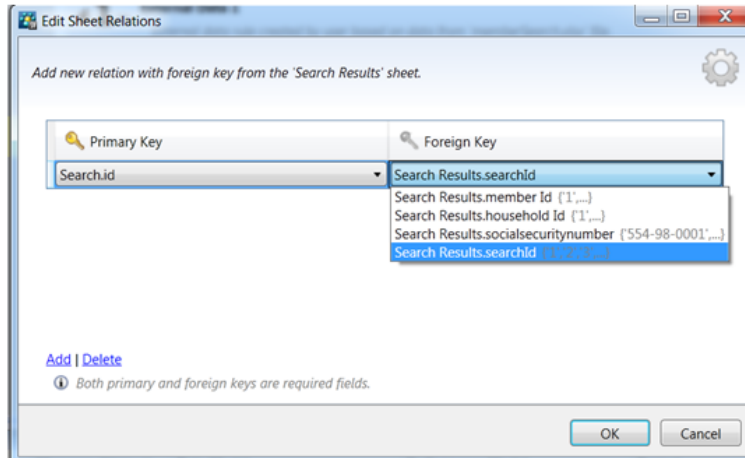 Edit Sheet Relations
Add new relation with foreign key from the 'Search Results' sheet.
Primary Key
Foreign Key
Search.id
Search Results.searchId
Search Results.member Id {'1',...}
Search Results.household Id {'1',...}
Search Results.socialsecuritynumber {'554-98-0001',...}
Search Results.searchId
Add | Delete
Both primary and foreign keys are required fields.
OK
Cancel